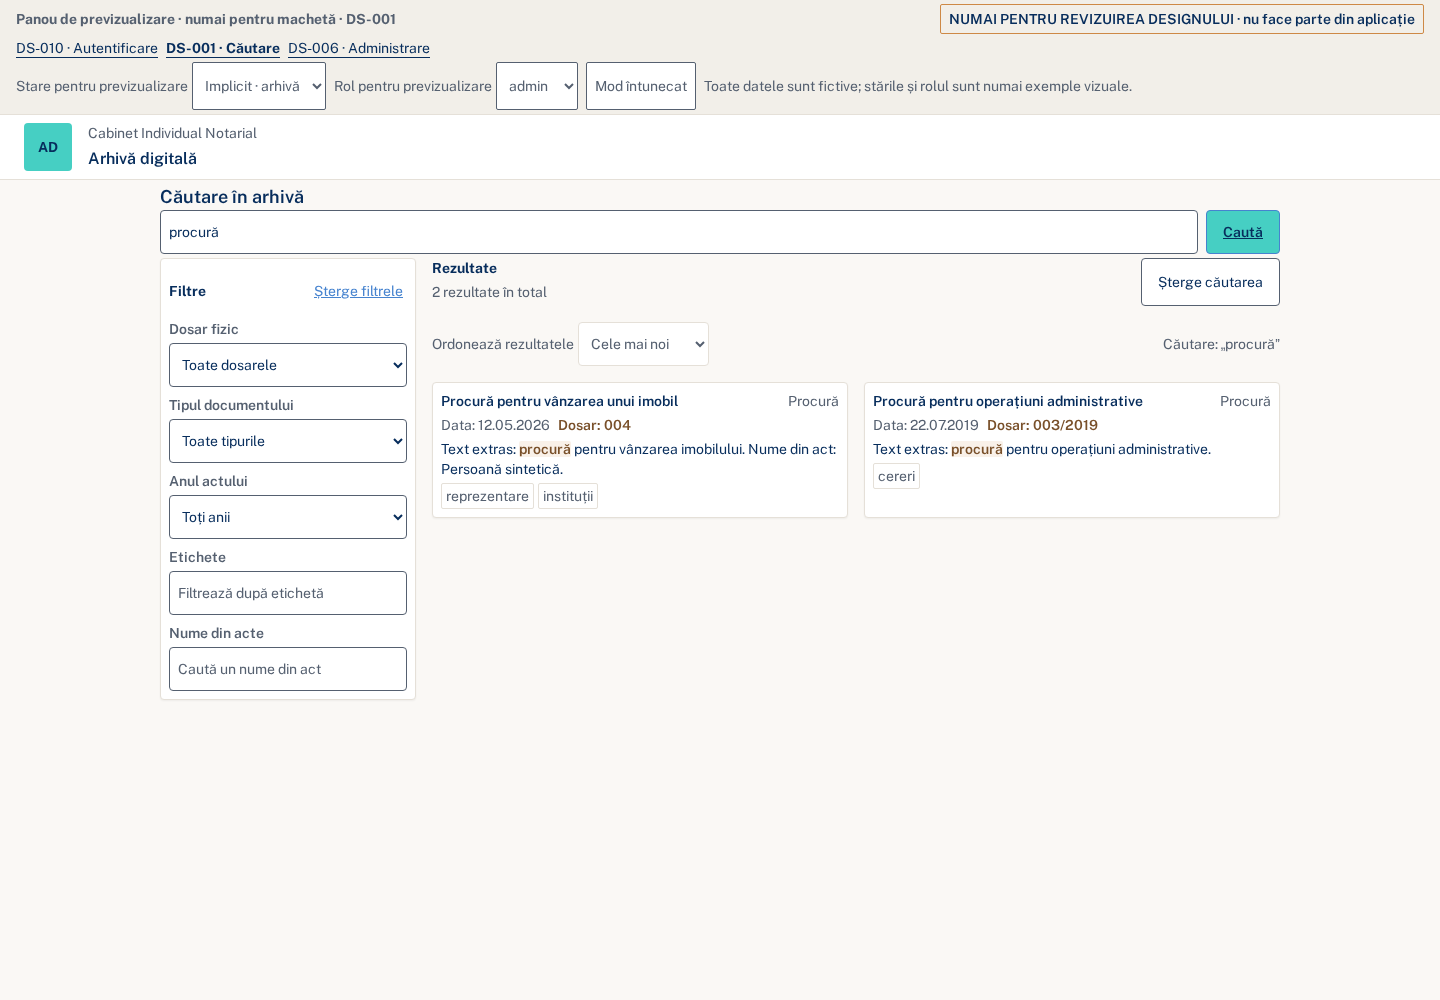 Panou de previzualizare · numai pentru machetă · DS-001
NUMAI PENTRU REVIZUIREA DESIGNULUI · nu face parte din aplicație
DS-010 · Autentificare DS-001 · Căutare DS-006 · Administrare
Stare pentru previzualizare Implicit · arhivă Rol pentru previzualizare admin Mod întunecat Toate datele sunt fictive; stările și rolul sunt numai exemple vizuale.
AD
Cabinet Individual Notarial
Arhivă digitală
Căutare în arhivă
procură
Caută
Filtre Șterge filtrele
Dosar fizic
Toate dosarele
Tipul documentului
Toate tipurile
Anul actului
Toți anii
Etichete
Filtrează după etichetă
Nume din acte
Caută un nume din act
Rezultate
2 rezultate în total
Șterge căutarea
Ordonează rezultatele Cele mai noi
Căutare: „procură”
Procură pentru vânzarea unui imobil Procură
Data: 12.05.2026 Dosar: 004
Text extras: procură pentru vânzarea imobilului. Nume din act:
Persoană sintetică.
reprezentare instituții
Procură pentru operațiuni administrative Procură
Data: 22.07.2019 Dosar: 003/2019
Text extras: procură pentru operațiuni administrative.
cereri